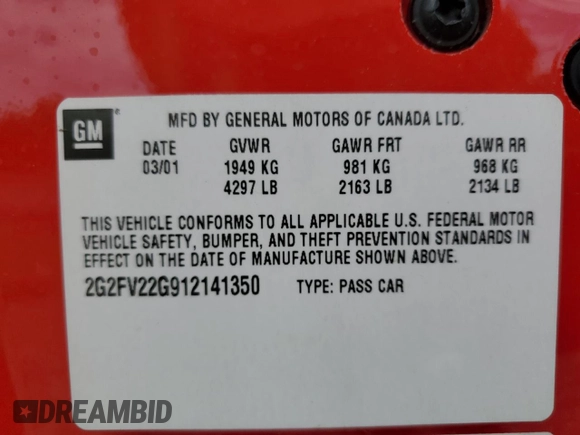 GM
MFD BY GENERAL MOTORS OF CANADA LTD.
DATE GVWR GAWR FRT GAWR RR
03/01 1949 KG 981 KG 968 KG
4297 LB 2163 LB 2134 LB
THIS VEHICLE CONFORMS TO ALL APPLICABLE U.S. FEDERAL MOTOR
VEHICLE SAFETY, BUMPER, AND THEFT PREVENTION STANDARDS IN
EFFECT ON THE DATE OF MANUFACTURE SHOWN ABOVE.
2G2FV22G912141350 TYPE: PASS CAR
DREAMBID